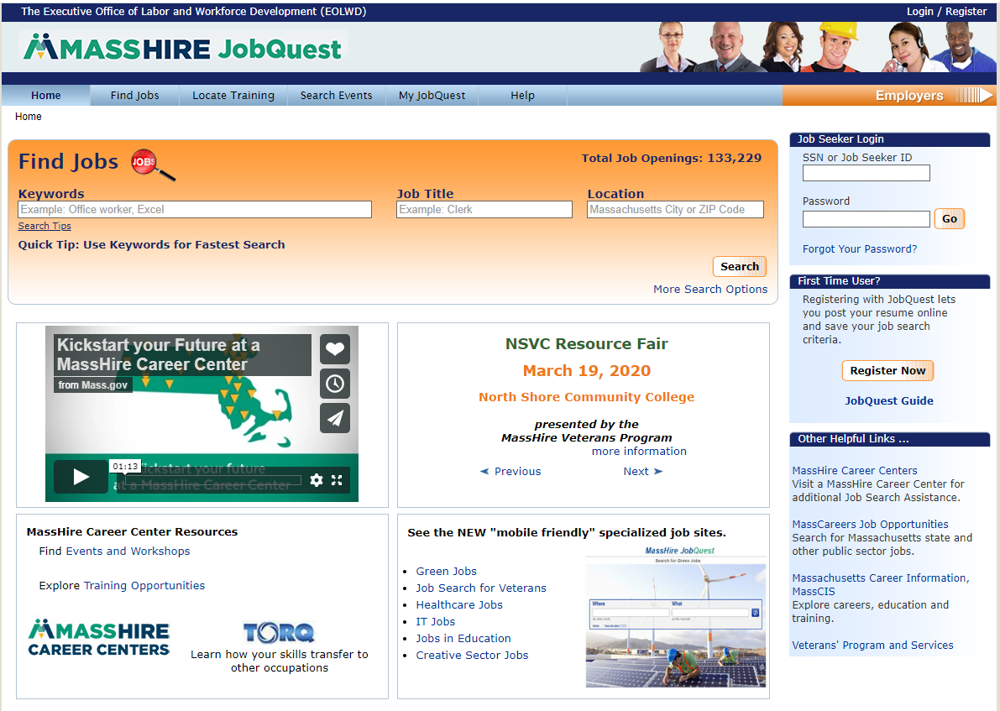 The Executive Office of Labor and Workforce Development (EOLWD)
Login / Register
MASSHIRE JobQuest
Home
Find Jobs
Locate Training
Search Events
My JobQuest
Help
Employers
Home
Find Jobs
JOBS
Total Job Openings: 133,229
Keywords
Job Title
Location
Example: Office worker, Excel
Example: Clerk
Massachusetts City or ZIP Code
Search Tips
Quick Tip: Use Keywords for Fastest Search
Search
More Search Options
Job Seeker Login
SSN or Job Seeker ID
Password
Go
Forgot Your Password?
First Time User?
Registering with JobQuest lets
you post your resume online
and save your job search
criteria.
Register Now
JobQuest Guide
Other Helpful Links ...
MassHire Career Centers
Visit a MassHire Career Center for
additional Job Search Assistance.
MassCareers Job Opportunities
Search for Massachusetts state and
other public sector jobs.
Massachusetts Career Information,
MassCIS
Explore careers, education and
training.
Veterans' Program and Services
Kickstart your Future at a
MassHire Career Center
from Mass.gov
01:13
Kickstart your future
at a MassHire Career Center
NSVC Resource Fair
March 19, 2020
North Shore Community College
presented by the
MassHire Veterans Program
more information
Previous
Next
MassHire Career Center Resources
Find Events and Workshops
Explore Training Opportunities
MASSHIRE
CAREER CENTERS
TORQ
Learn how your skills transfer to
other occupations
See the NEW "mobile friendly" specialized job sites.
Green Jobs
Job Search for Veterans
Healthcare Jobs
IT Jobs
Jobs in Education
Creative Sector Jobs
MassHire JobQuest
Search for Green Jobs
Where
What